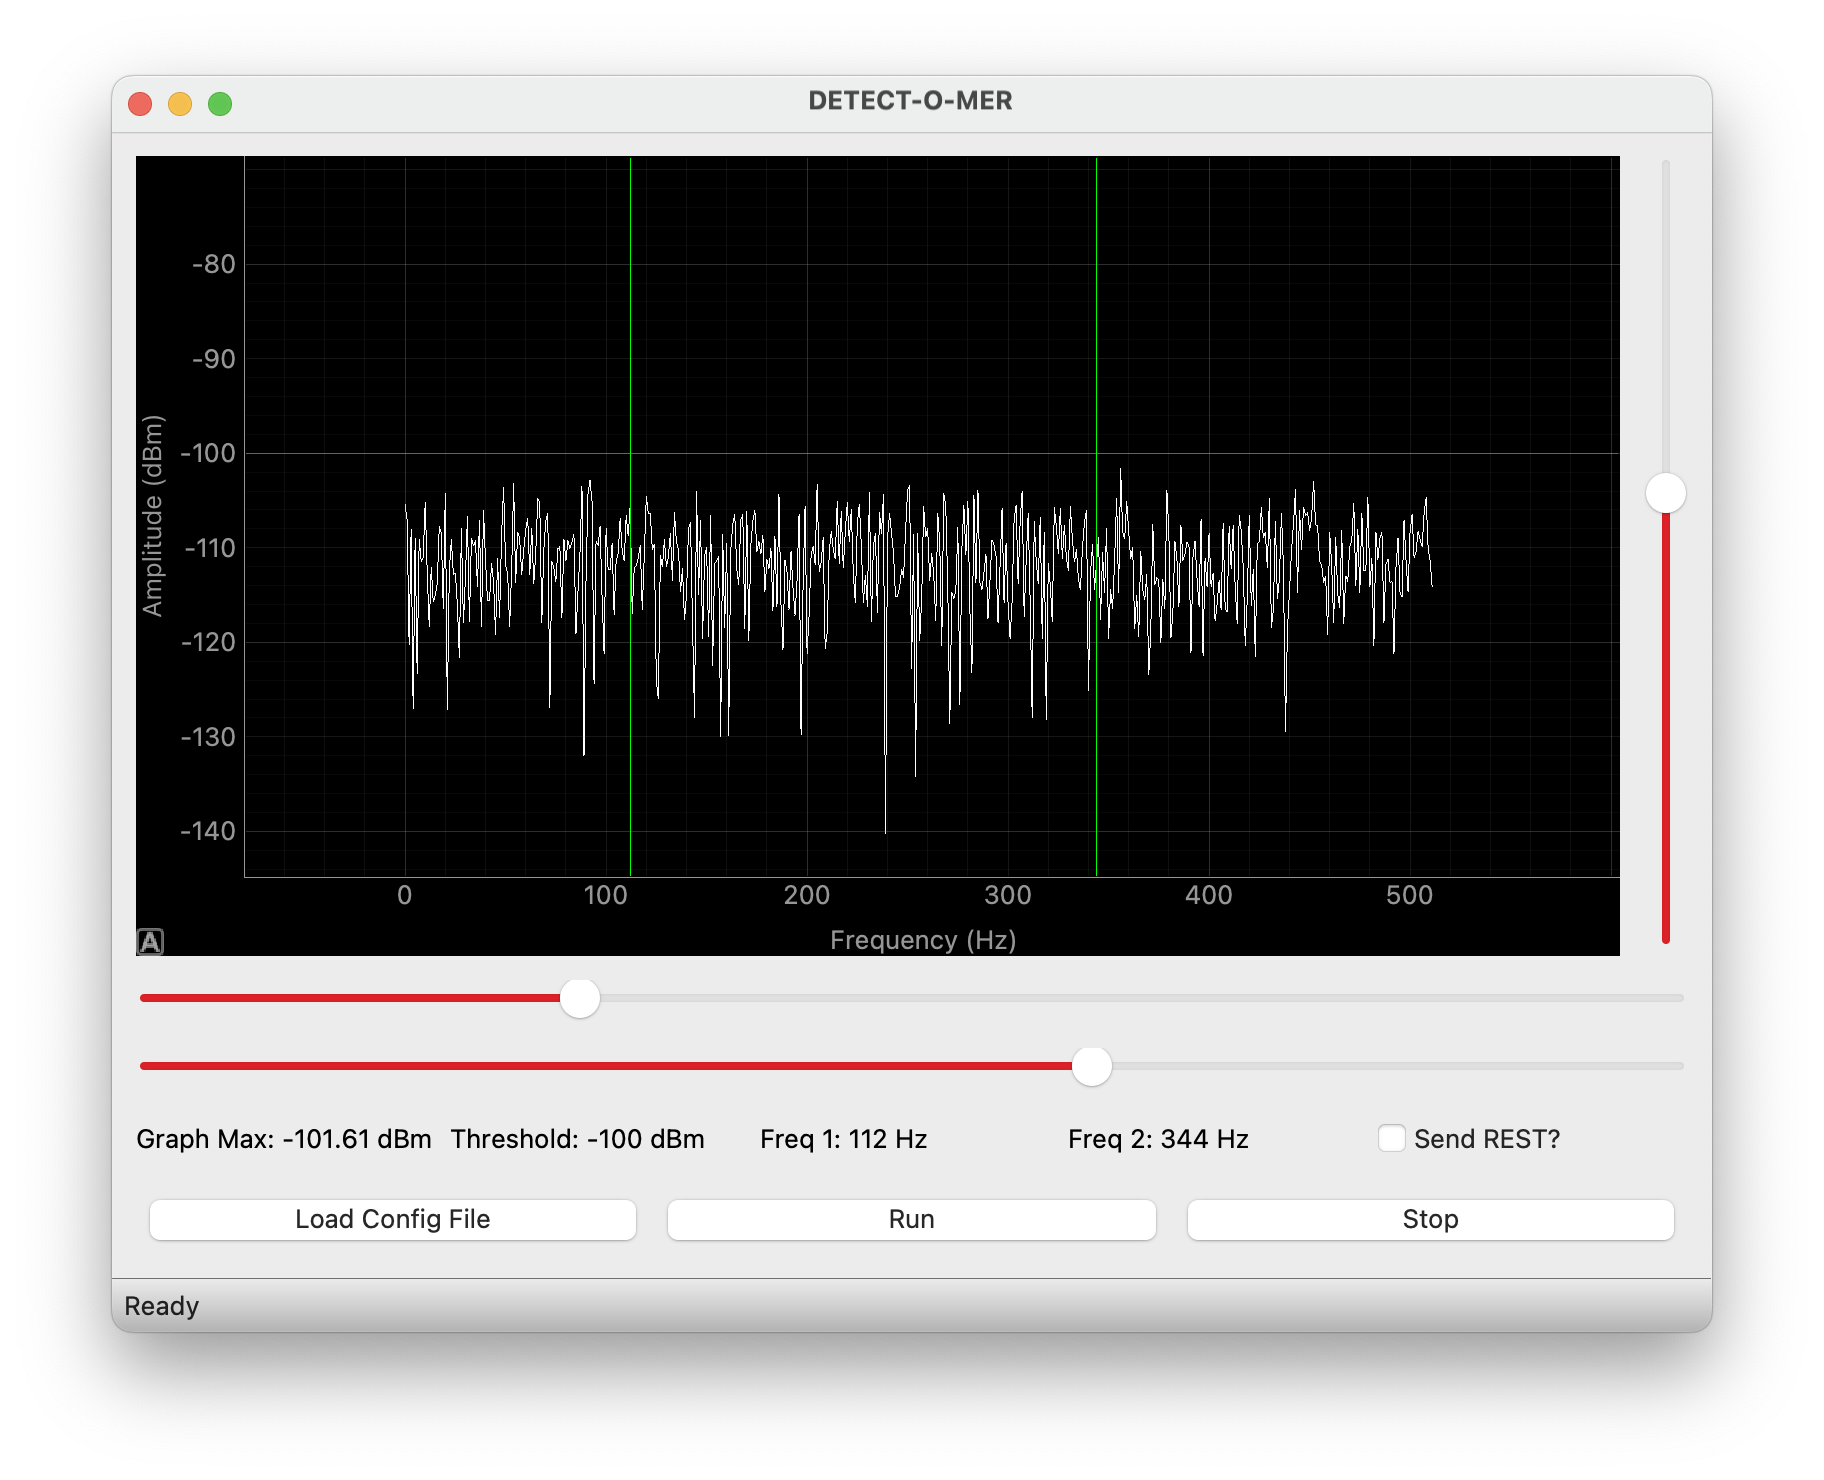 DETECT-O-MER
-80
-90
-100
-110
-120
-130
-140
Amplitude (dBm)
0 100 200 300 400 500
Frequency (Hz)
A
Graph Max: -101.61 dBm Threshold: -100 dBm Freq 1: 112 Hz Freq 2: 344 Hz Send REST?
Load Config File Run Stop
Ready